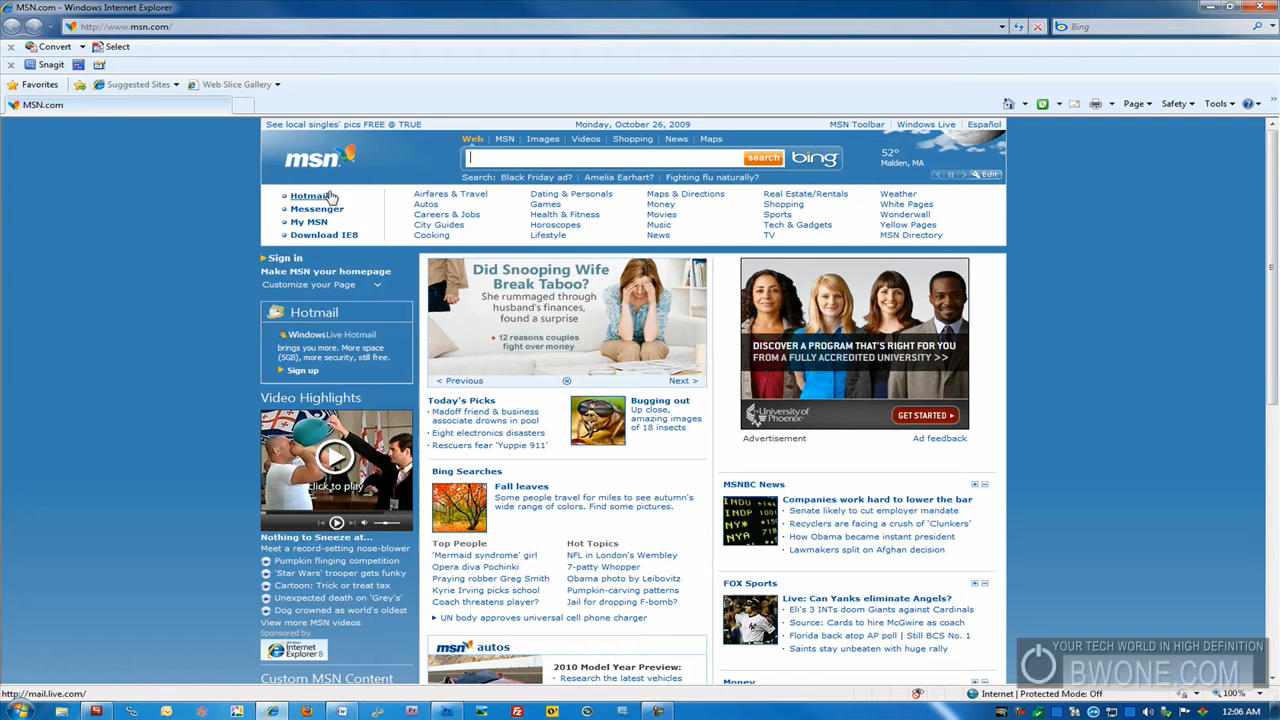 MSN.com - Windows Internet Explorer
http://www.msn.com/
Bing
Convert
Select
Snagit
Favorites
Suggested Sites
Web Slice Gallery
MSN.com
Page
Safety
Tools
See local singles' pics FREE @ TRUE
Monday, October 26, 2009
MSN Toolbar
Windows Live
Español
msn
Web
MSN
Images
Videos
Shopping
News
Maps
search
bing
Search: Black Friday ad? Amelia Earhart? Fighting flu naturally?
52°
Malden, MA
Edit
Hotmail
Messenger
My MSN
Download IE8
Airfares & Travel
Autos
Careers & Jobs
City Guides
Cooking
Dating & Personals
Games
Health & Fitness
Horoscopes
Lifestyle
Maps & Directions
Money
Movies
Music
News
Real Estate/Rentals
Shopping
Sports
Tech & Gadgets
TV
Weather
White Pages
Wonderwall
Yellow Pages
MSN Directory
Sign in
Make MSN your homepage
Customize your Page
Hotmail
Windows Live Hotmail
brings you more. More space
(5GB), more security, still free.
Sign up
Video Highlights
click to play
Nothing to Sneeze at...
Meet a record-setting nose-blower
Pumpkin flinging competition
'Star Wars' trooper gets funky
Cartoon: Trick or treat tax
Unexpected death on 'Grey's'
Dog crowned as world's oldest
View more MSN videos
Sponsored by
Windows
Internet
Explorer 8
Custom MSN Content
Did Snooping Wife
Break Taboo?
She rummaged through
husband's finances,
found a surprise
12 reasons couples
fight over money
< Previous
Next >
Today's Picks
Madoff friend & business
associate drowns in pool
Eight electronics disasters
Rescuers fear 'Yuppie 911'
Bugging out
Up close,
amazing images
of 18 insects
Bing Searches
Fall leaves
Some people travel for miles to see autumn's
wide range of colors. Find some pictures.
Top People
'Mermaid syndrome' girl
Opera diva Pochinki
Praying robber Greg Smith
Kyrie Irving picks school
Coach threatens player?
Hot Topics
NFL in London's Wembley
7-patty Whopper
Obama photo by Leibovitz
Pumpkin-carving patterns
Jail for dropping F-bomb?
UN body approves universal cell phone charger
msn autos
2010 Model Year Preview:
Research the latest vehicles
DISCOVER A PROGRAM THAT'S RIGHT FOR YOU
FROM A FULLY ACCREDITED UNIVERSITY >>
University of
Phoenix
GET STARTED
Advertisement
Ad feedback
MSNBC News
INDU +144
Companies work hard to lower the bar
Senate likely to cut employer mandate
Recyclers are facing a crush of 'Clunkers'
How Obama became instant president
Lawmakers split on Afghan decision
FOX Sports
Live: Can Yanks eliminate Angels?
Eli's 3 INTs doom Giants against Cardinals
Source: Cards to hire McGwire as coach
Florida back atop AP poll | Still BCS No. 1
Saints stay unbeaten with huge rally
Money
YOUR TECH WORLD IN HIGH DEFINITION
BWONE.COM
http://mail.live.com/
Internet | Protected Mode: Off
100%
12:06 AM